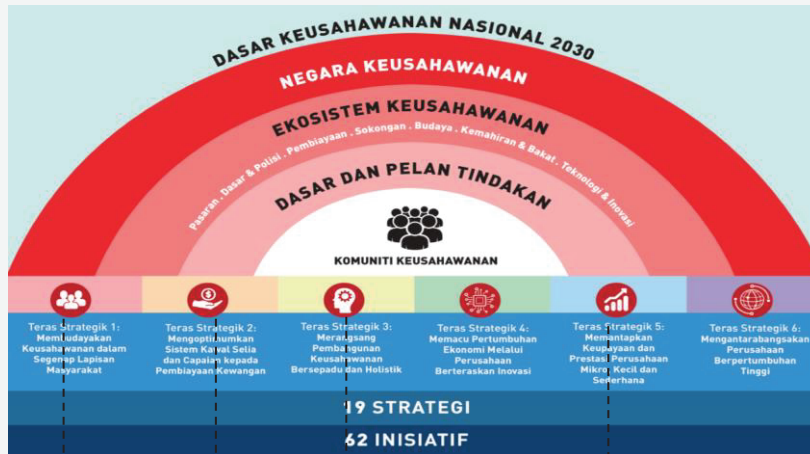 DASAR KEUSAHAWANAN NASIONAL 2030
NEGARA KEUSAHAWANAN
EKOSISTEM KEUSAHAWANAN
Pasaran . Dasar & Polisi . Pembiayaan . Sokongan . Budaya . Kemahiran & Bakat . Teknologi & Inovasi
DASAR DAN PELAN TINDAKAN
KOMUNITI KEUSAHAWANAN
Teras Strategik 1:
Membudayakan
Keusahawanan dalam
Segenap Lapisan
Masyarakat
Teras Strategik 2:
Mengoptimumkan
Sistem Kawal Selia
dan Capaian kepada
Pembiayaan Kewangan
Teras Strategik 3:
Merangsang
Pembangunan
Keusahawanan
Bersepadu dan Holistik
Teras Strategik 4:
Memacu Pertumbuhan
Ekonomi Melalui
Perusahaan
Berteraskan Inovasi
Teras Strategik 5:
Memantapkan
Keupayaan dan
Prestasi Perusahaan
Mikro, Kecil dan
Sederhana
Teras Strategik 6:
Mengantarabangsakan
Perusahaan
Berpertumbuhan
Tinggi
19 STRATEGI
62 INISIATIF